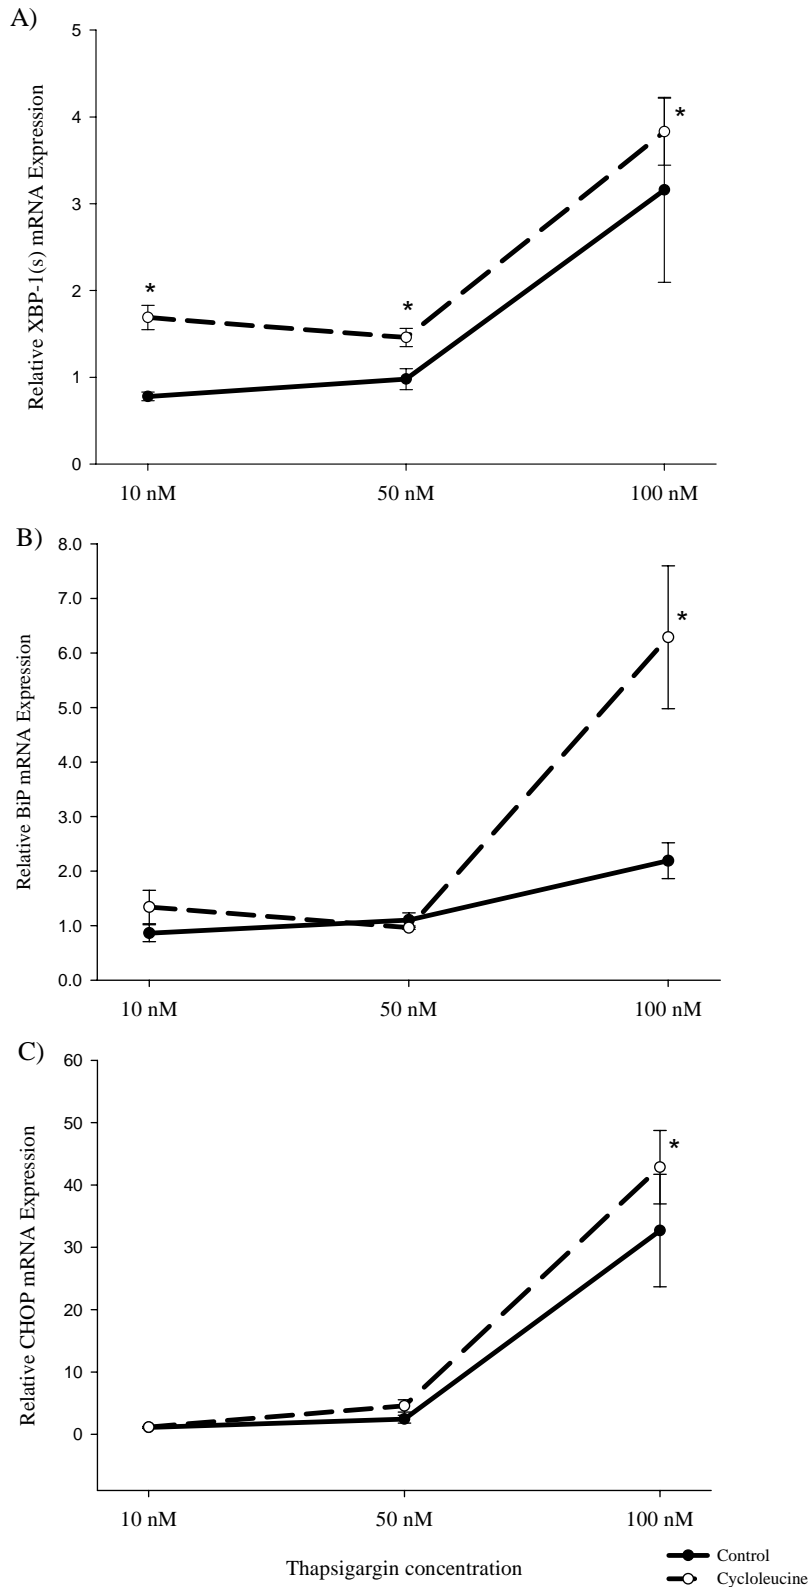 A)
Relative XBP-1(s) mRNA Expression
5
4
3
2
1
0
*
*
*
10 nM 50 nM 100 nM
B)
Relative BiP mRNA Expression
8.0
7.0
6.0
5.0
4.0
3.0
2.0
1.0
0.0
*
10 nM 50 nM 100 nM
C)
Relative CHOP mRNA Expression
60
50
40
30
20
10
0
*
10 nM 50 nM 100 nM
Thapsigargin concentration
Control
Cycloleucine